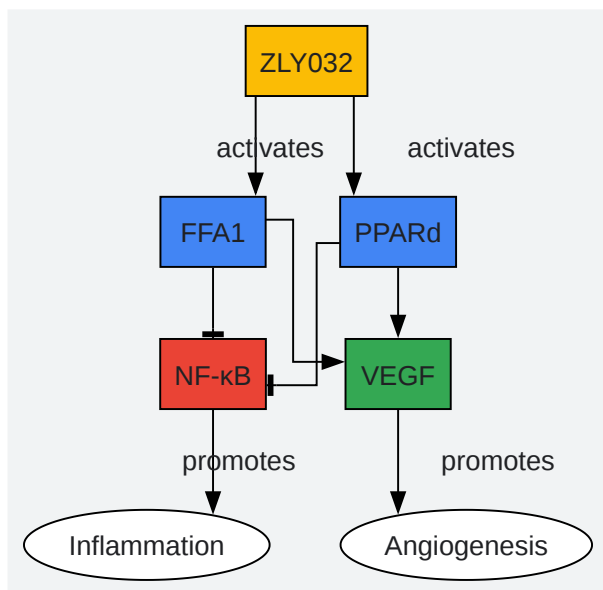 ZLY032
activates
activates
FFA1
PPARd
NF-κB
VEGF
promotes
promotes
Inflammation
Angiogenesis